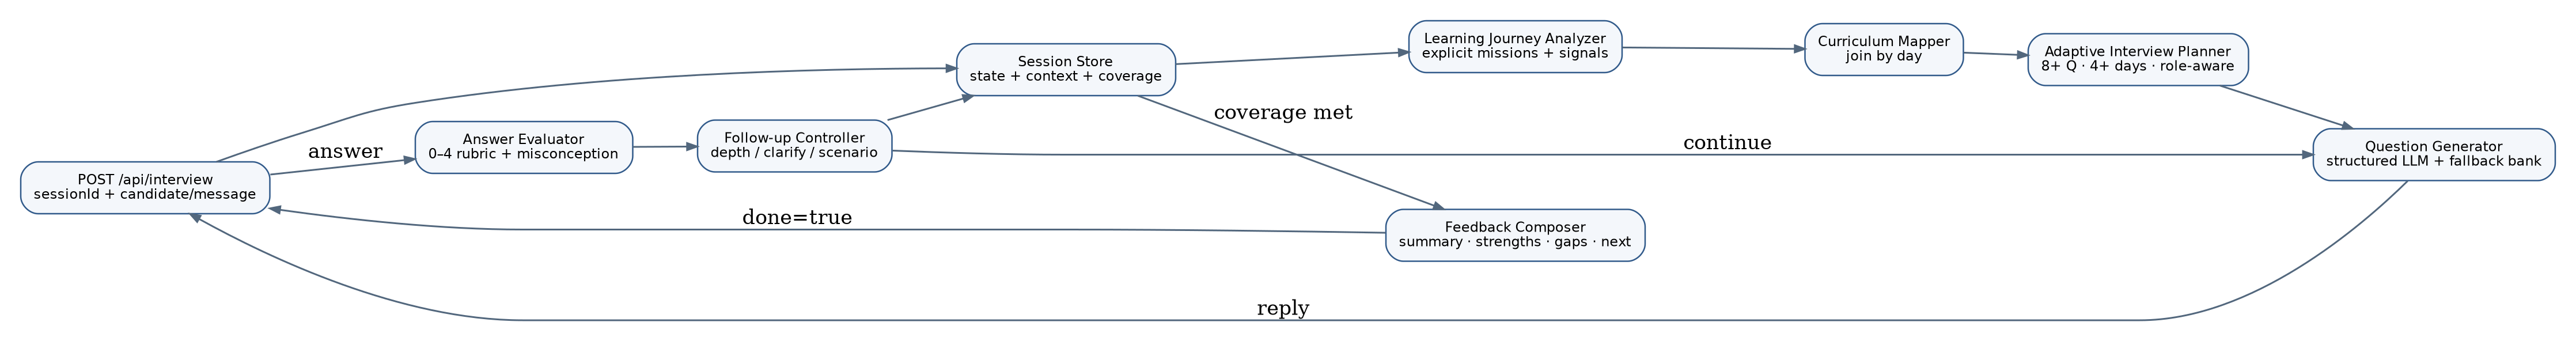 Learning Journey Analyzer
explicit missions + signals
Curriculum Mapper
join by day
Adaptive Interview Planner
8+ Q · 4+ days · role-aware
Session Store
state + context + coverage
coverage met
Answer Evaluator
0–4 rubric + misconception
Follow-up Controller
depth / clarify / scenario
continue
Question Generator
structured LLM + fallback bank
answer
POST /api/interview
sessionId + candidate/message
done=true
Feedback Composer
summary · strengths · gaps · next
reply